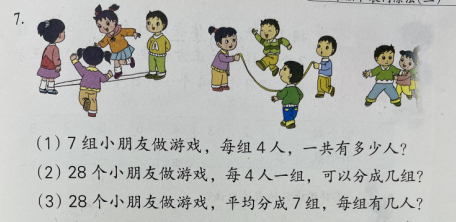 7.
(1) 7组小朋友做游戏，每组4人，一共有多少人？
(2) 28个小朋友做游戏，每4人一组，可以分成几组？
(3) 28个小朋友做游戏，平均分成7组，每组有几人？